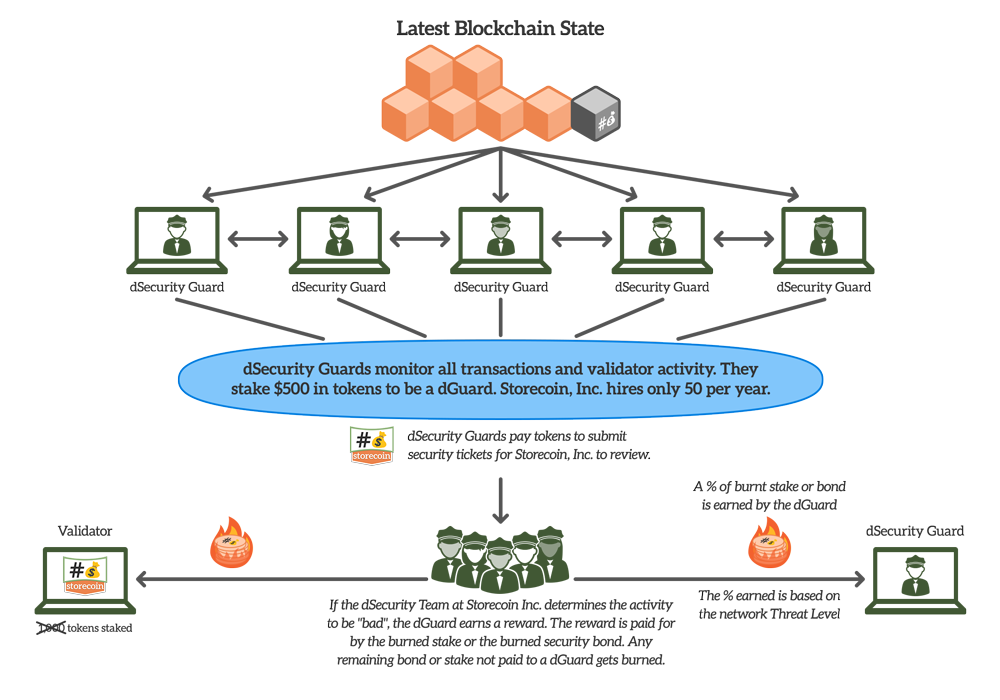 Latest Blockchain State
#💰
dSecurity Guard
dSecurity Guard
dSecurity Guard
dSecurity Guard
dSecurity Guard
dSecurity Guards monitor all transactions and validator activity. They
stake $500 in tokens to be a dGuard. Storecoin, Inc. hires only 50 per year.
#💰
storecoin
dSecurity Guards pay tokens to submit
security tickets for Storecoin, Inc. to review.
A % of burnt stake or bond
is earned by the dGuard
Validator
#💰
storecoin
1,000 tokens staked
dSecurity Guard
The % earned is based on
the network Threat Level
If the dSecurity Team at Storecoin Inc. determines the activity
to be "bad", the dGuard earns a reward. The reward is paid for
by the burned stake or the burned security bond. Any
remaining bond or stake not paid to a dGuard gets burned.